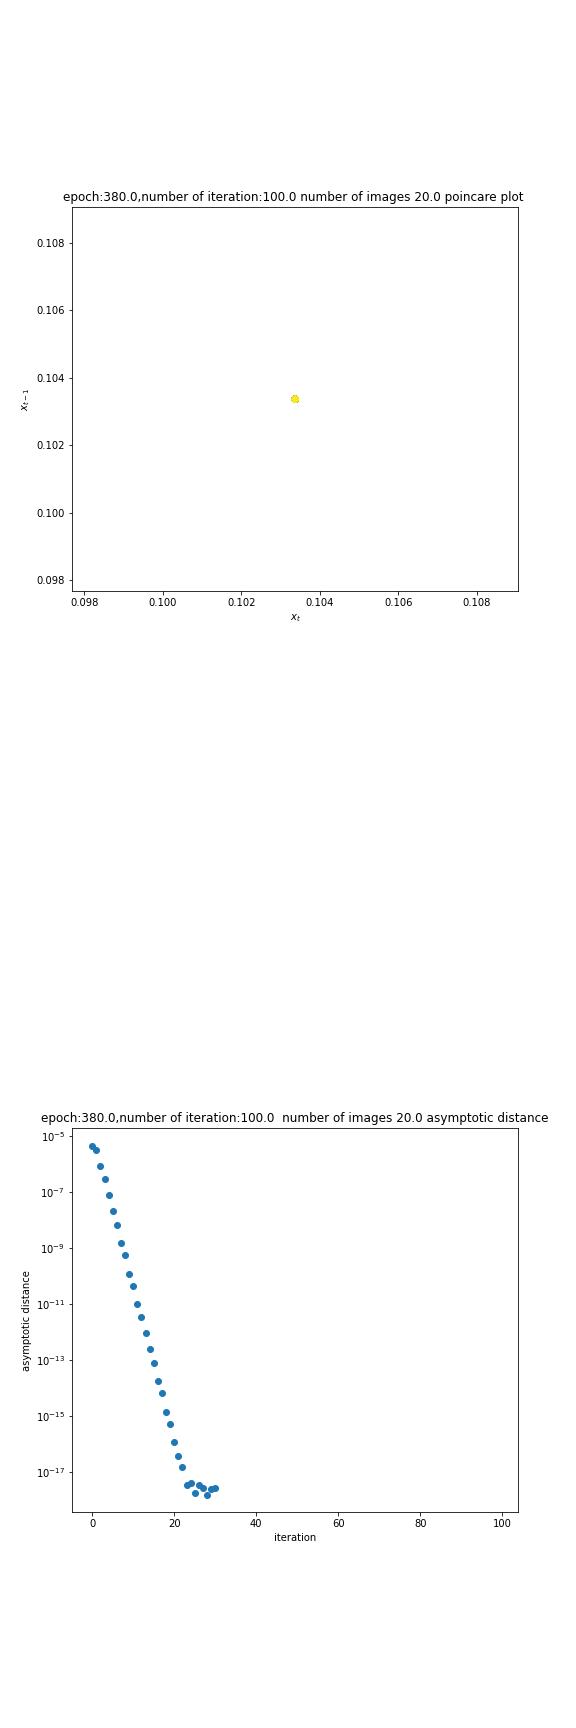 epoch:380.0,number of iteration:100.0 number of images 20.0 poincare plot
0.108
0.106
0.104
0.102
0.100
0.098
x_{t-1}
0.098 0.100 0.102 0.104 0.106 0.108
x_t
epoch:380.0,number of iteration:100.0  number of images 20.0 asymptotic distance
10^{-5}
10^{-7}
10^{-9}
10^{-11}
10^{-13}
10^{-15}
10^{-17}
asymptotic distance
0 20 40 60 80 100
iteration